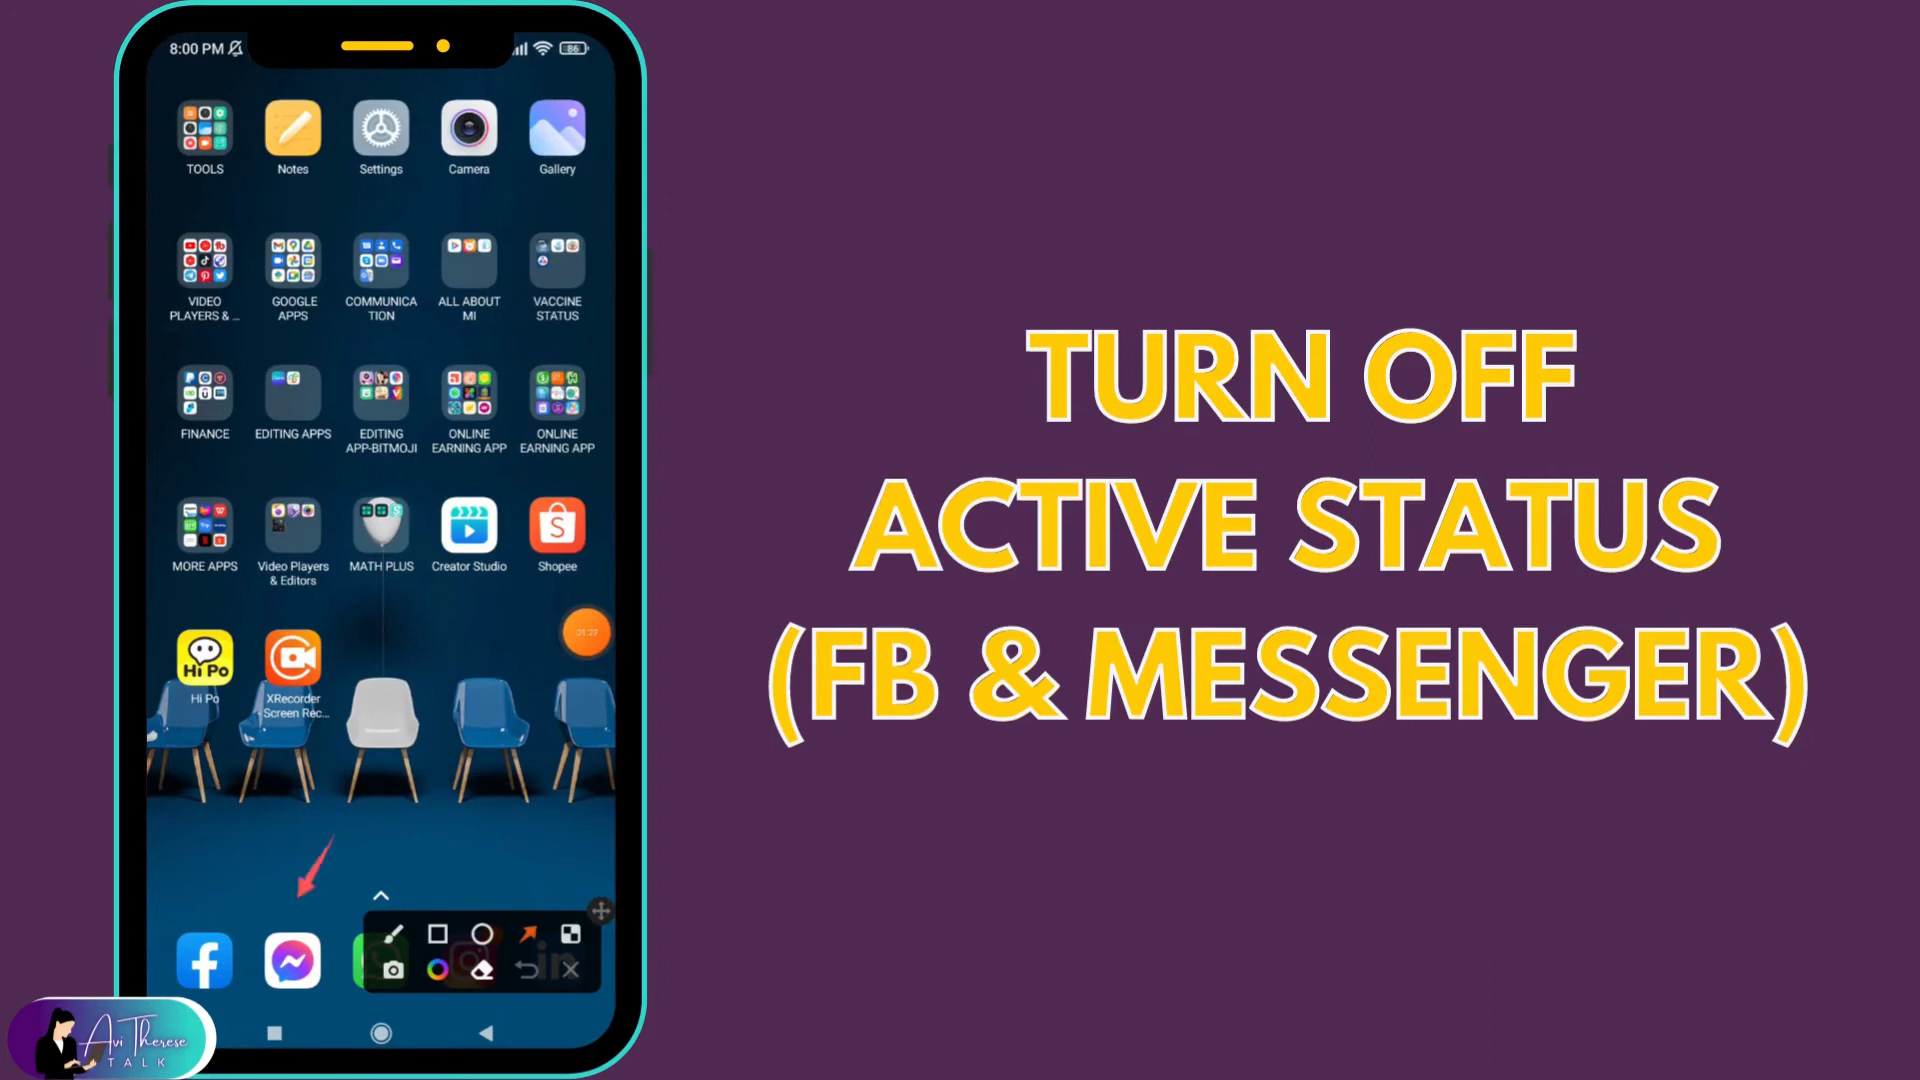 8:00 PM
86
TOOLS
Notes
Settings
Camera
Gallery
VIDEO
PLAYERS & ...
GOOGLE
APPS
COMMUNICA
TION
ALL ABOUT
MI
VACCINE
STATUS
FINANCE
EDITING APPS
EDITING
APP-BITMOJI
ONLINE
EARNING APP
ONLINE
EARNING APP
MORE APPS
Video Players
& Editors
MATH PLUS
Creator Studio
Shopee
01:27
Hi Po
Hi Po
XRecorder
- Screen Rec...
TURN OFF
ACTIVE STATUS
(FB & MESSENGER)
Avi Therese
TALK